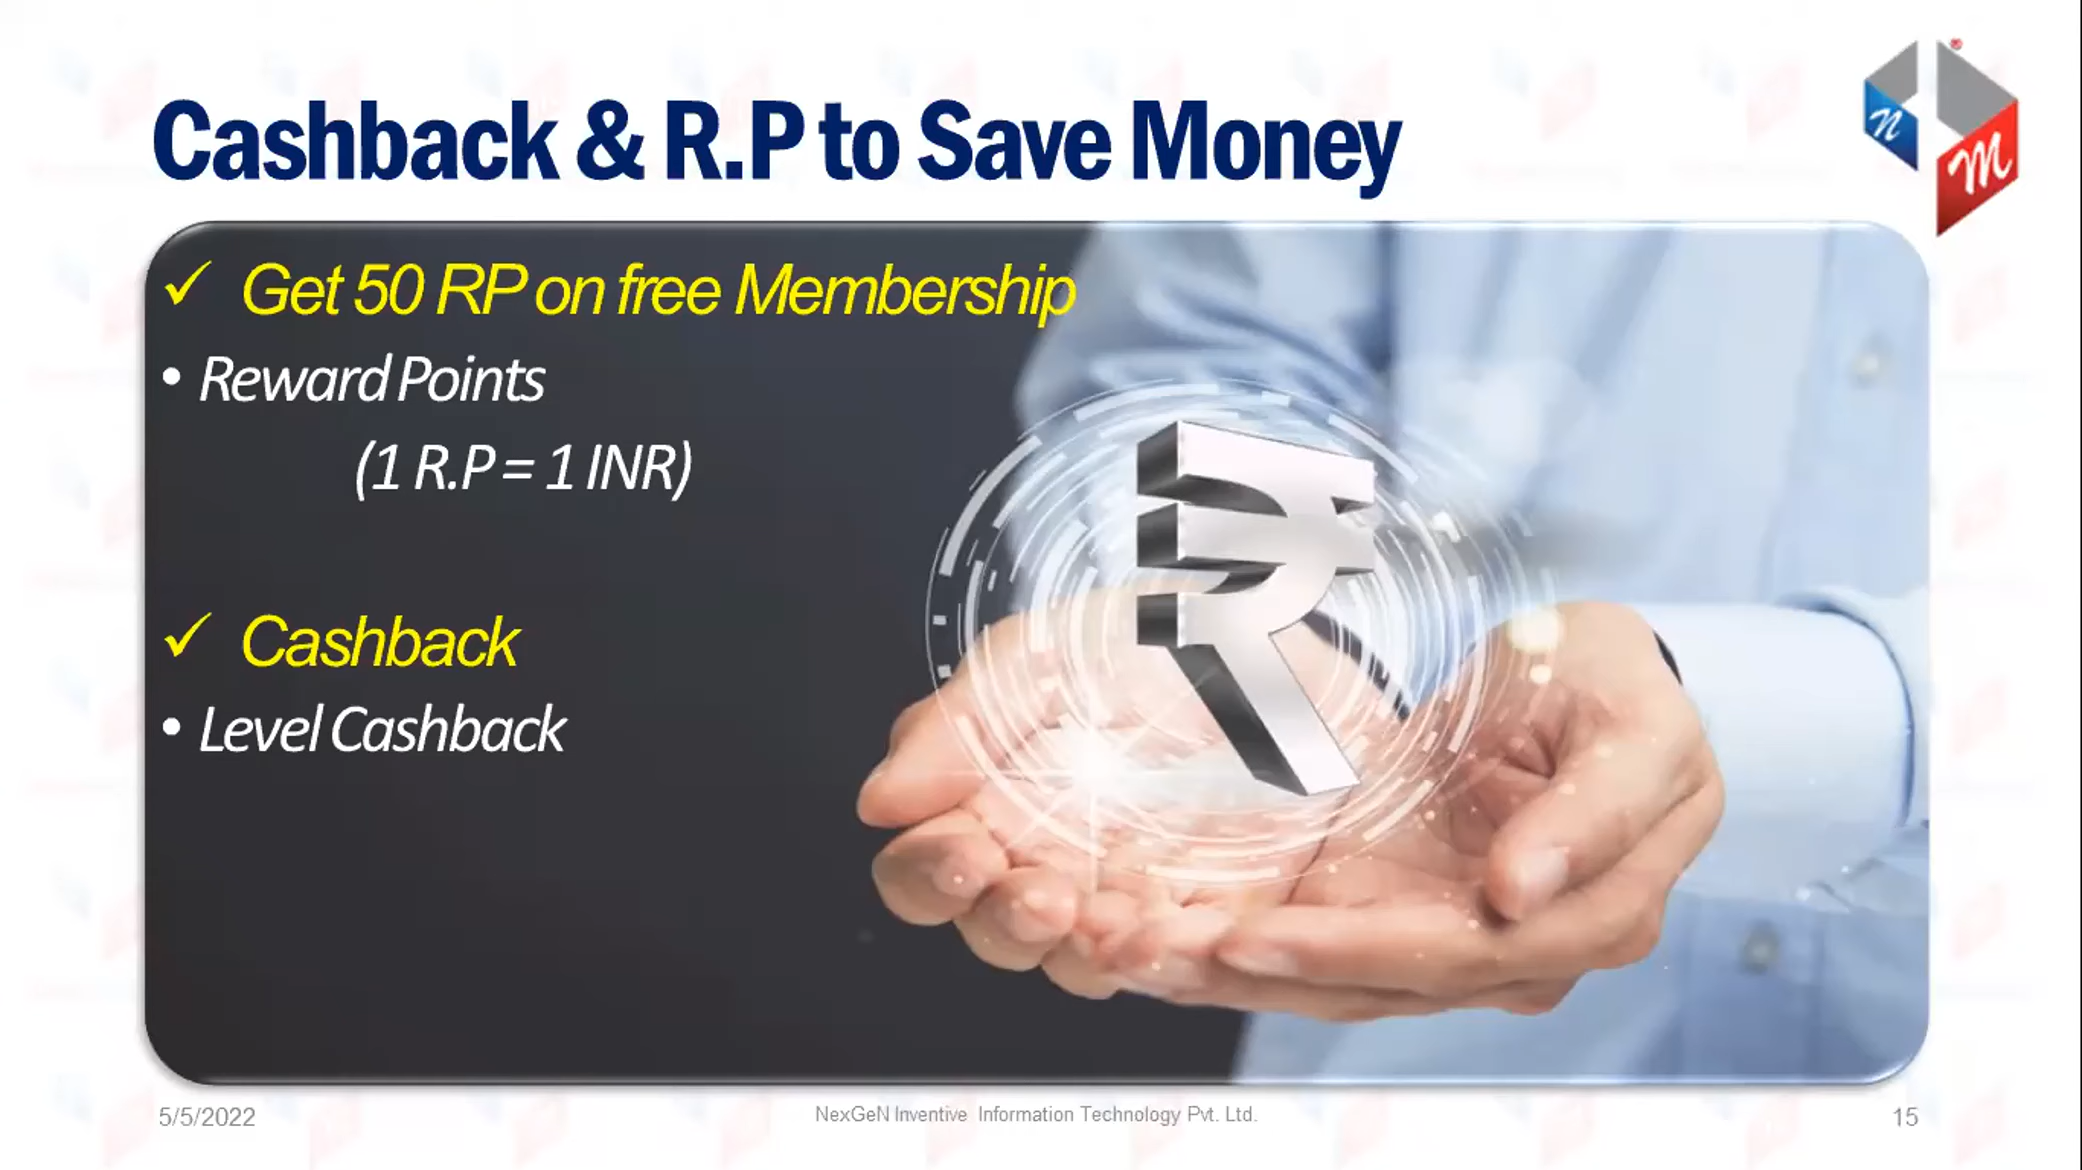 Cashback & R.P to Save Money
n
m
✓ Get 50 RP on free Membership
• Reward Points
(1 R.P = 1 INR)
✓ Cashback
• Level Cashback
5/5/2022
NexGeN Inventive Information Technology Pvt. Ltd.
15